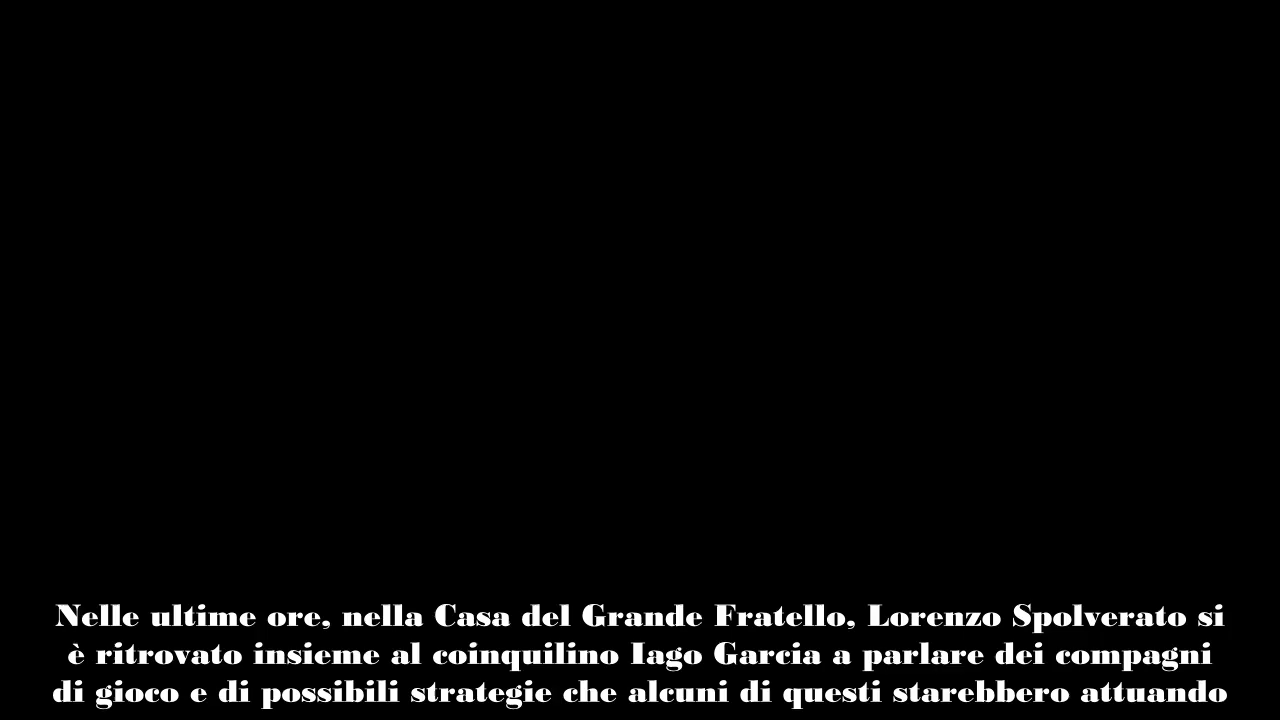 Nelle ultime ore, nella Casa del Grande Fratello, Lorenzo Spolverato si
è ritrovato insieme al coinquilino Iago Garcia a parlare dei compagni
di gioco e di possibili strategie che alcuni di questi starebbero attuando